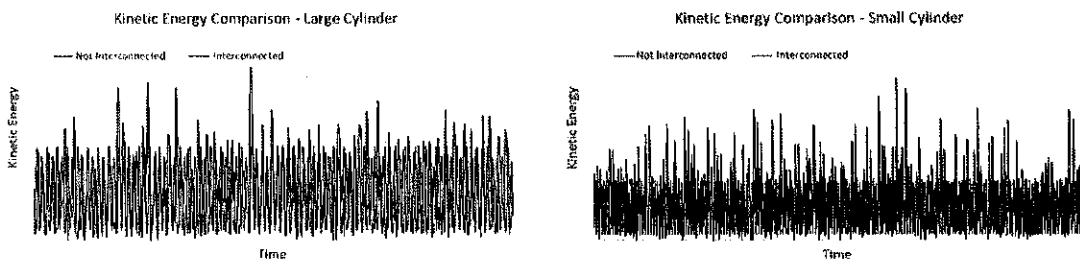 Kinetic Energy Comparison - Large Cylinder
Not Interconnected Interconnected
Kinetic Energy
Time
Kinetic Energy Comparison - Small Cylinder
Not Interconnected Interconnected
Kinetic Energy
Time